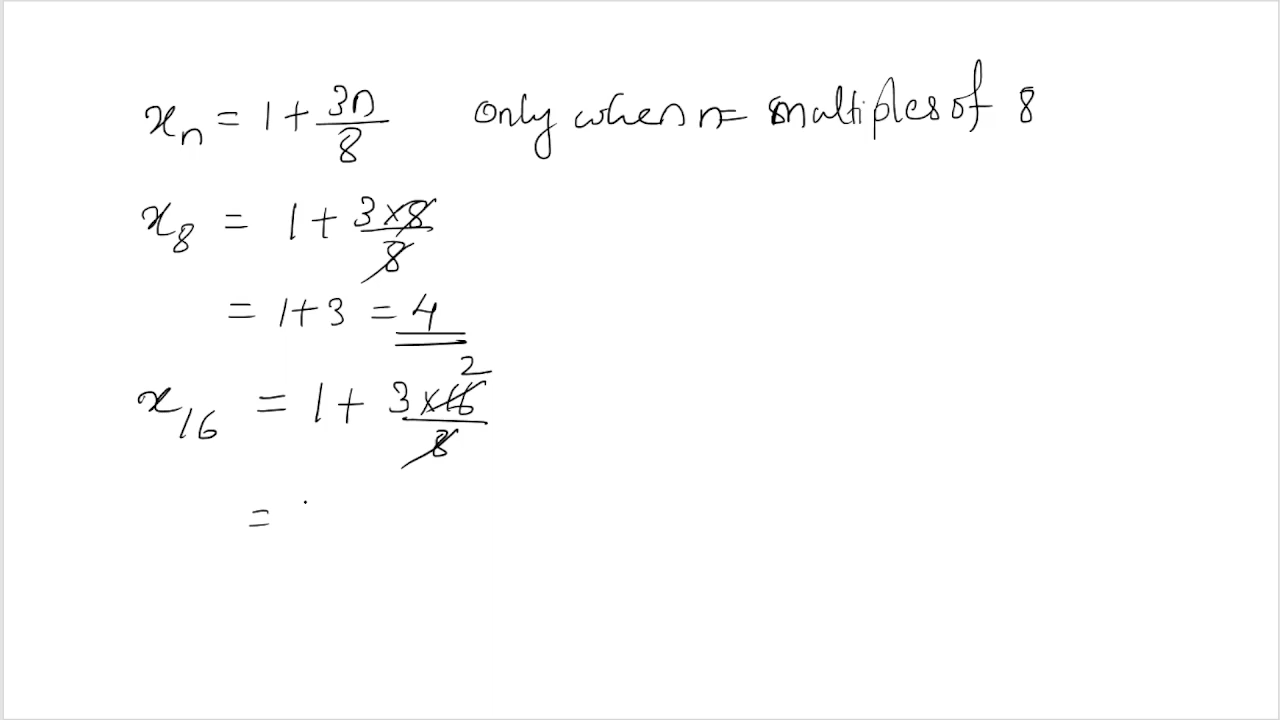 xₙ = 1 + 3n/8 only when n = multiples of 8
x₈ = 1 + 3×8/8
= 1+3 = 4
x₁₆ = 1 + 3×16/8 2
=